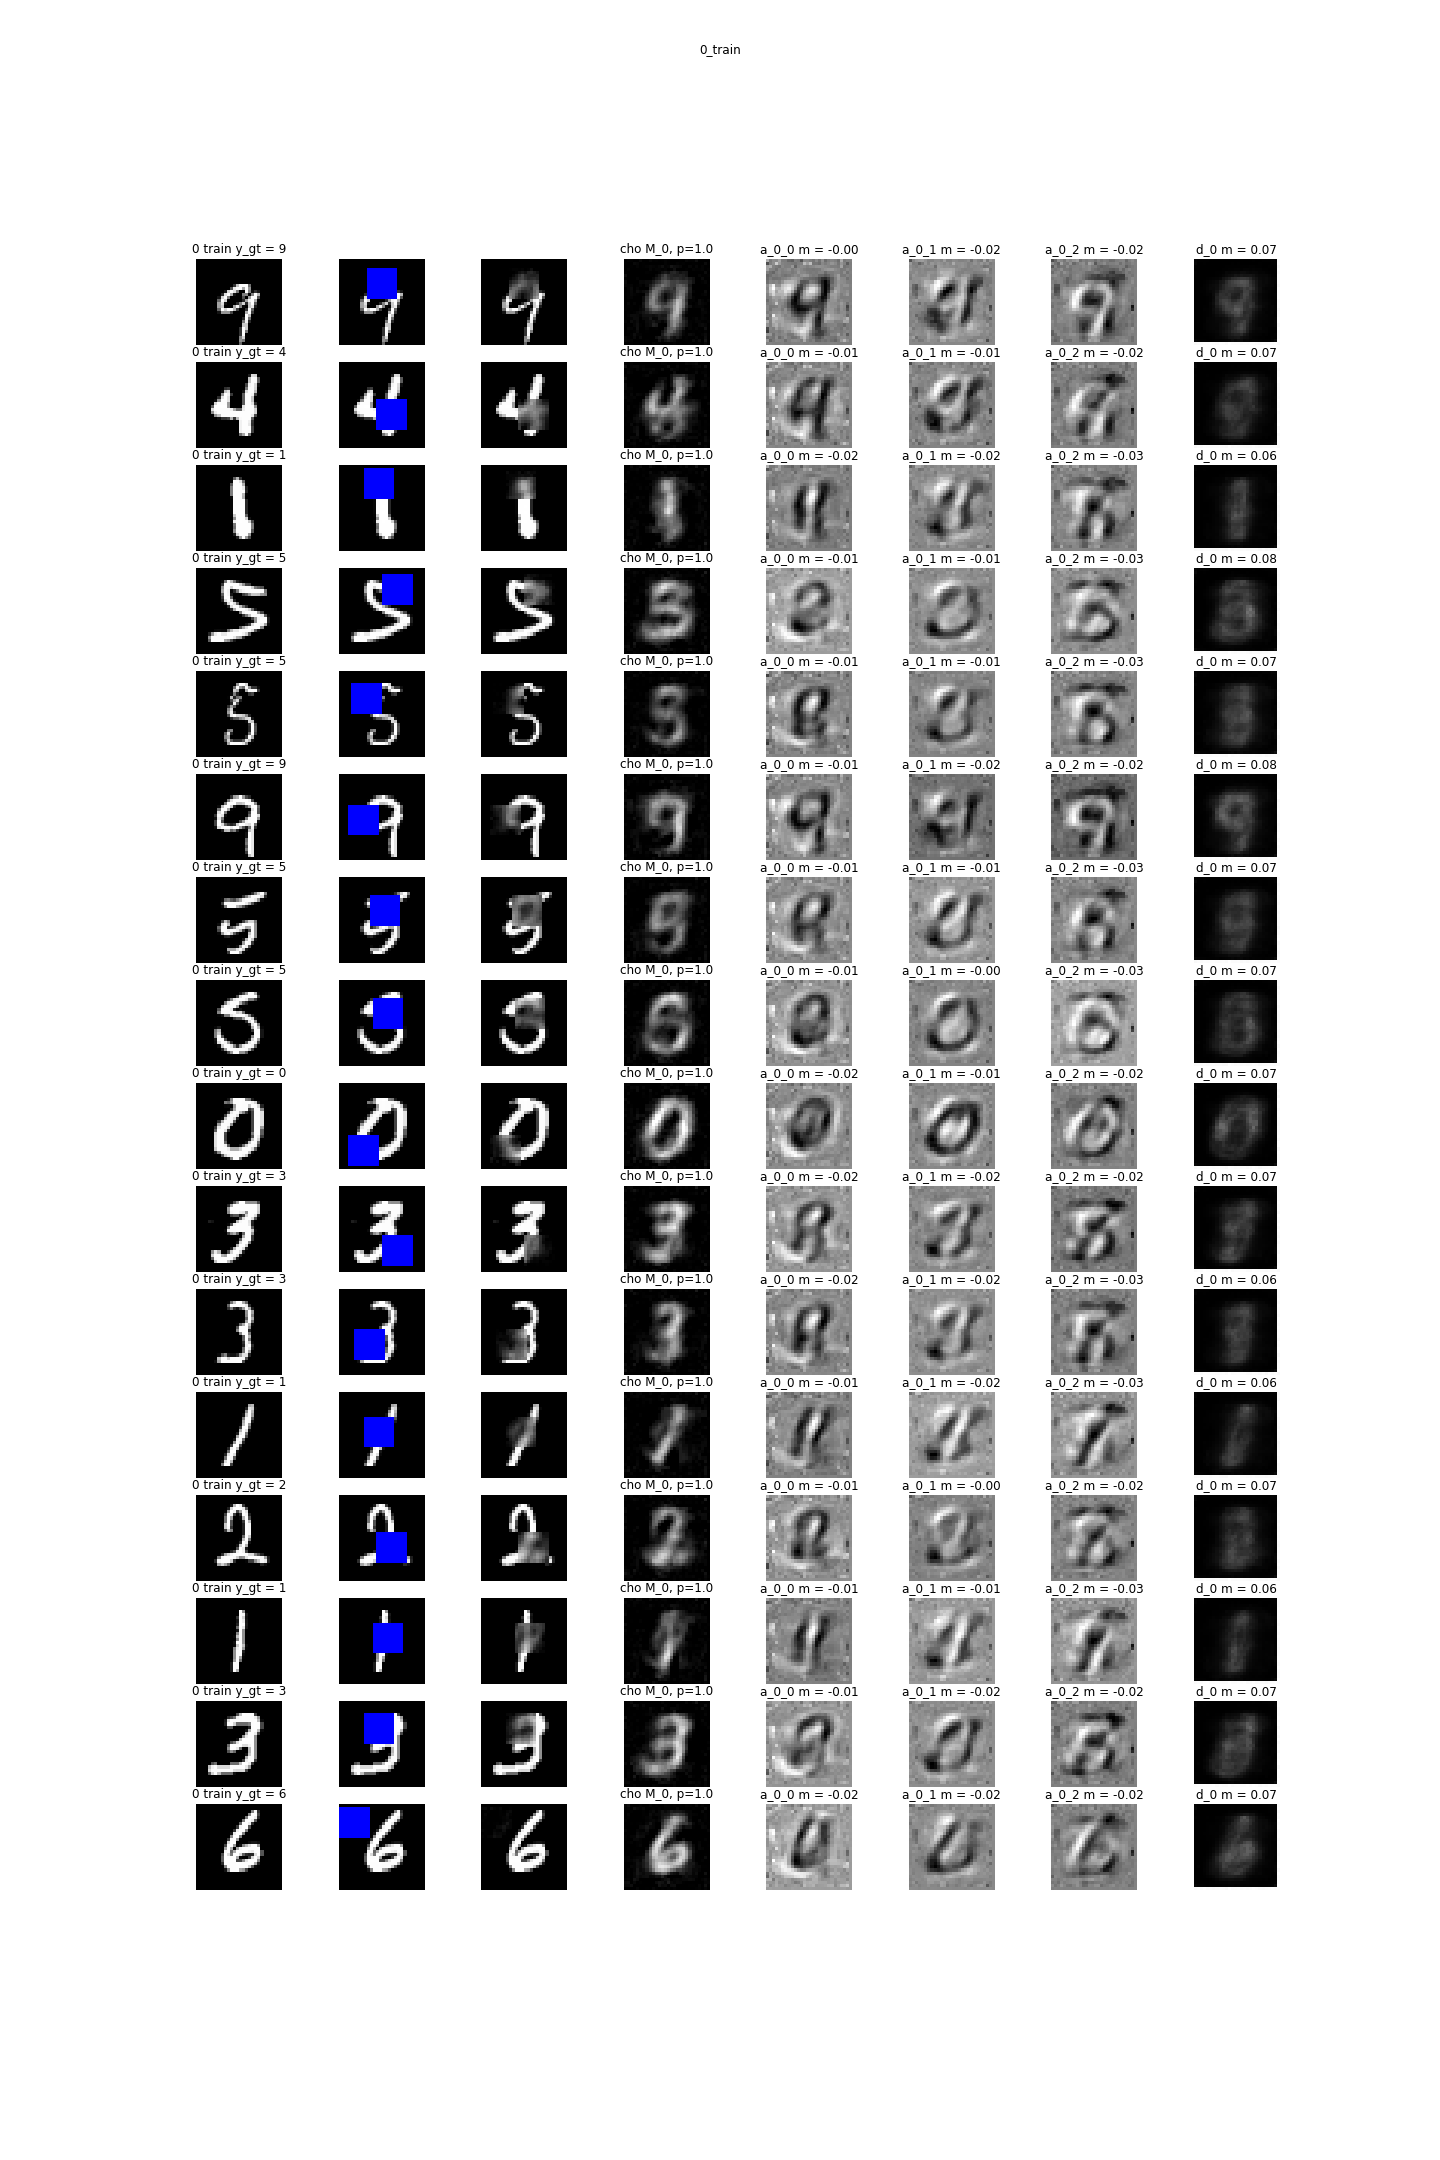 0_train
0 train y_gt = 9 cho M_0, p=1.0 a_0_0 m = -0.00 a_0_1 m = -0.02 a_0_2 m = -0.02 d_0 m = 0.07
0 train y_gt = 4 cho M_0, p=1.0 a_0_0 m = -0.01 a_0_1 m = -0.01 a_0_2 m = -0.02 d_0 m = 0.07
0 train y_gt = 1 cho M_0, p=1.0 a_0_0 m = -0.02 a_0_1 m = -0.02 a_0_2 m = -0.03 d_0 m = 0.06
0 train y_gt = 5 cho M_0, p=1.0 a_0_0 m = -0.01 a_0_1 m = -0.01 a_0_2 m = -0.03 d_0 m = 0.08
0 train y_gt = 5 cho M_0, p=1.0 a_0_0 m = -0.01 a_0_1 m = -0.01 a_0_2 m = -0.03 d_0 m = 0.07
0 train y_gt = 9 cho M_0, p=1.0 a_0_0 m = -0.01 a_0_1 m = -0.02 a_0_2 m = -0.02 d_0 m = 0.08
0 train y_gt = 5 cho M_0, p=1.0 a_0_0 m = -0.01 a_0_1 m = -0.01 a_0_2 m = -0.03 d_0 m = 0.07
0 train y_gt = 5 cho M_0, p=1.0 a_0_0 m = -0.01 a_0_1 m = -0.00 a_0_2 m = -0.03 d_0 m = 0.07
0 train y_gt = 0 cho M_0, p=1.0 a_0_0 m = -0.02 a_0_1 m = -0.01 a_0_2 m = -0.02 d_0 m = 0.07
0 train y_gt = 3 cho M_0, p=1.0 a_0_0 m = -0.02 a_0_1 m = -0.02 a_0_2 m = -0.02 d_0 m = 0.07
0 train y_gt = 3 cho M_0, p=1.0 a_0_0 m = -0.02 a_0_1 m = -0.02 a_0_2 m = -0.03 d_0 m = 0.06
0 train y_gt = 1 cho M_0, p=1.0 a_0_0 m = -0.01 a_0_1 m = -0.02 a_0_2 m = -0.03 d_0 m = 0.06
0 train y_gt = 2 cho M_0, p=1.0 a_0_0 m = -0.01 a_0_1 m = -0.00 a_0_2 m = -0.02 d_0 m = 0.07
0 train y_gt = 1 cho M_0, p=1.0 a_0_0 m = -0.01 a_0_1 m = -0.01 a_0_2 m = -0.03 d_0 m = 0.06
0 train y_gt = 3 cho M_0, p=1.0 a_0_0 m = -0.01 a_0_1 m = -0.02 a_0_2 m = -0.02 d_0 m = 0.07
0 train y_gt = 6 cho M_0, p=1.0 a_0_0 m = -0.02 a_0_1 m = -0.02 a_0_2 m = -0.02 d_0 m = 0.07